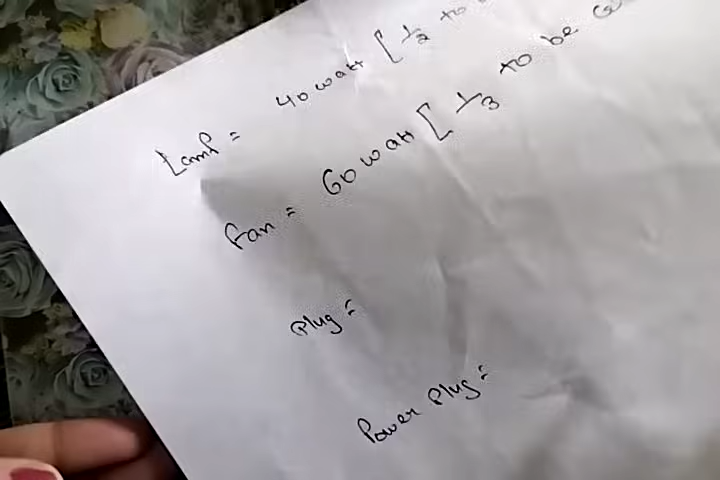 Lamp = 40 watt [ 1/2 to
Fan = 60 watt [ 1/3 to be
Plug =
Power Plug =